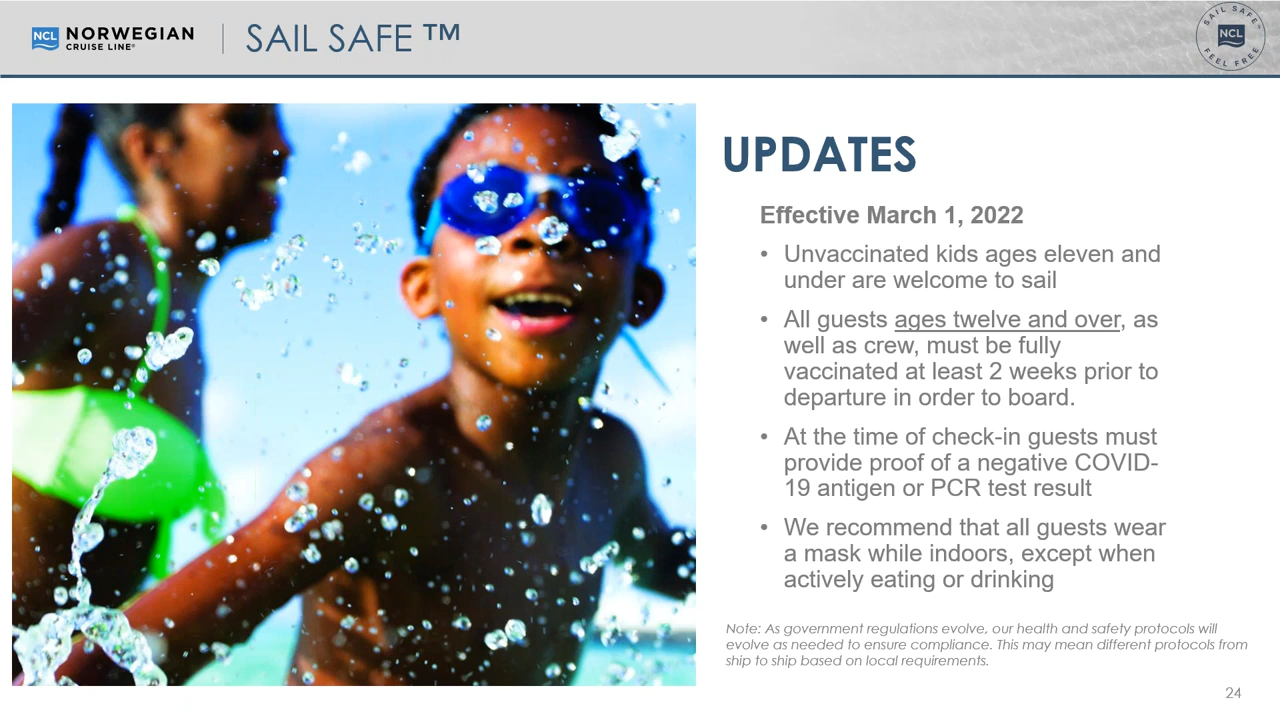 NCL NORWEGIAN
CRUISE LINE®
SAIL SAFE ™
SAIL SAFE™
NCL
FEEL FREE
UPDATES
Effective March 1, 2022
• Unvaccinated kids ages eleven and
under are welcome to sail
• All guests ages twelve and over, as
well as crew, must be fully
vaccinated at least 2 weeks prior to
departure in order to board.
• At the time of check-in guests must
provide proof of a negative COVID-
19 antigen or PCR test result
• We recommend that all guests wear
a mask while indoors, except when
actively eating or drinking
Note: As government regulations evolve, our health and safety protocols will
evolve as needed to ensure compliance. This may mean different protocols from
ship to ship based on local requirements.
24